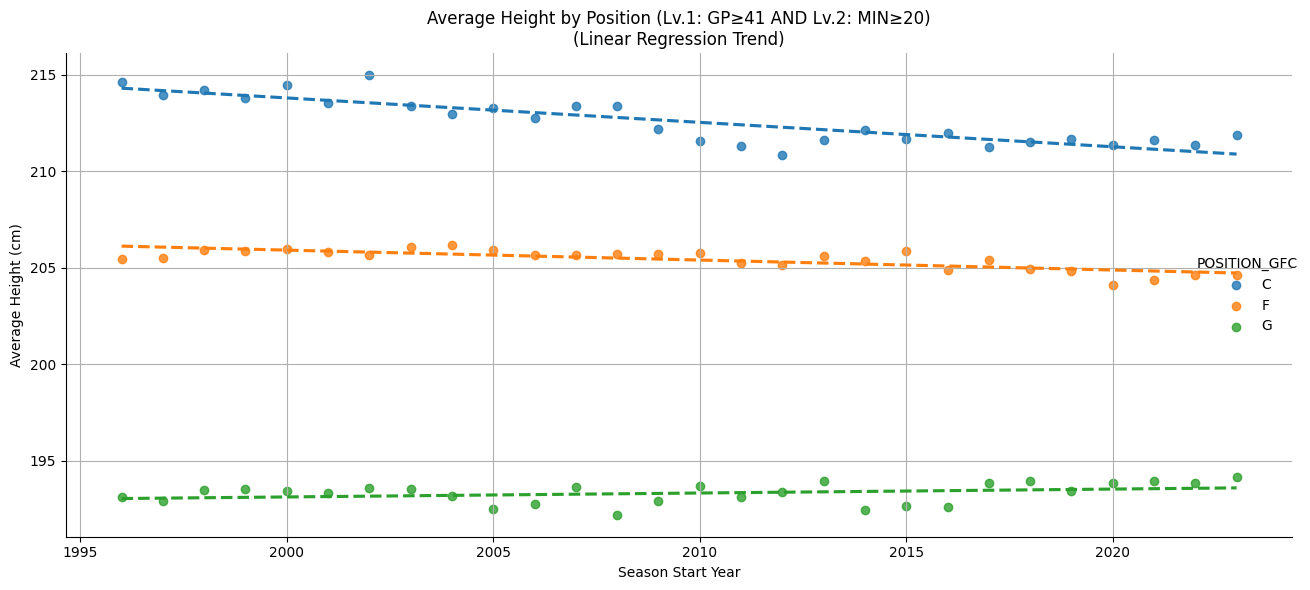 Average Height by Position (Lv.1: GP≥41 AND Lv.2: MIN≥20)
(Linear Regression Trend)
Average Height (cm)
215
210
205
200
195
POSITION_GFC
C
F
G
1995
2000
2005
2010
2015
2020
Season Start Year